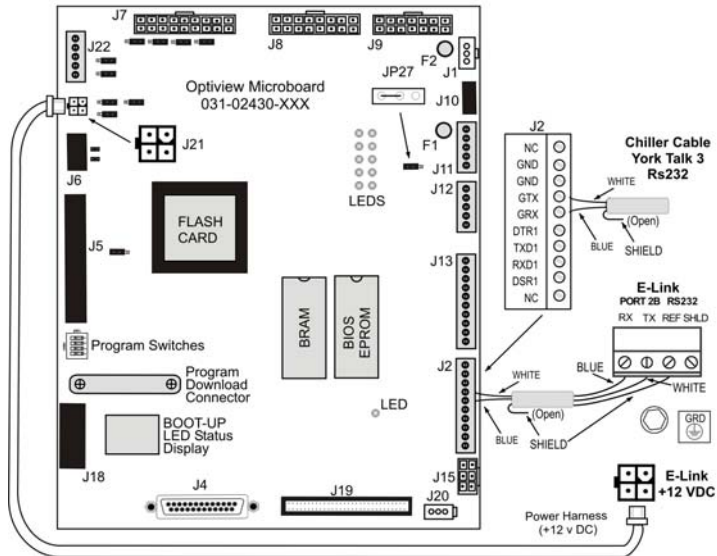 J7
J8
J9
J22
F2
J1
Optiview Microboard
031-02430-XXX
JP27
J10
J21
F1
J11
J6
LEDS
J12
J2
NC
GND
GND
GTX
GRX
DTR1
TXD1
RXD1
DSR1
NC
Chiller Cable
York Talk 3
Rs232
WHITE
(Open)
BLUE
SHIELD
FLASH
CARD
J5
J13
BRAM
BIOS
EPROM
E-Link
PORT 2B RS232
RX TX REF SHLD
Program Switches
Program
Download
Connector
J2
WHITE
BLUE
WHITE
(Open)
BLUE
SHIELD
LED
GRD
BOOT-UP
LED Status
Display
J18
J15
J4
J19
J20
E-Link
+12 VDC
Power Harness
(+12 v DC)